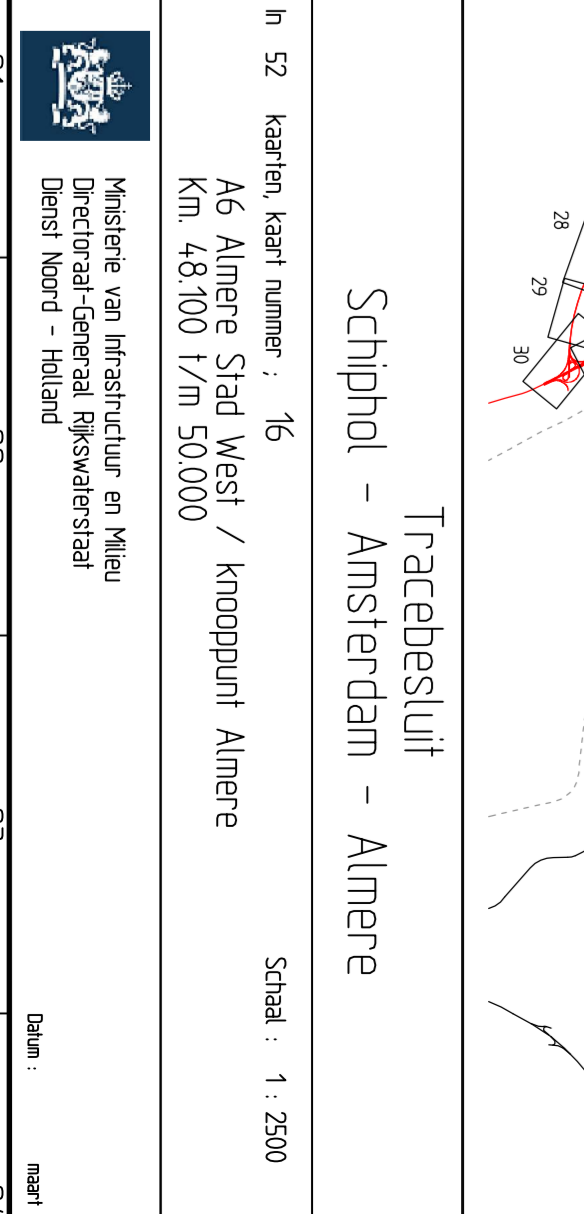 28
29
30
Tracebesluit
Schiphol - Amsterdam - Almere
In 52 kaarten, kaart nummer ; 16
Schaal : 1 : 2500
A6 Almere Stad West / knooppunt Almere
Km. 48.100 t/m 50.000
Ministerie van Infrastructuur en Milieu
Directoraat-Generaal Rijkswaterstaat
Dienst Noord - Holland
Datum : maart